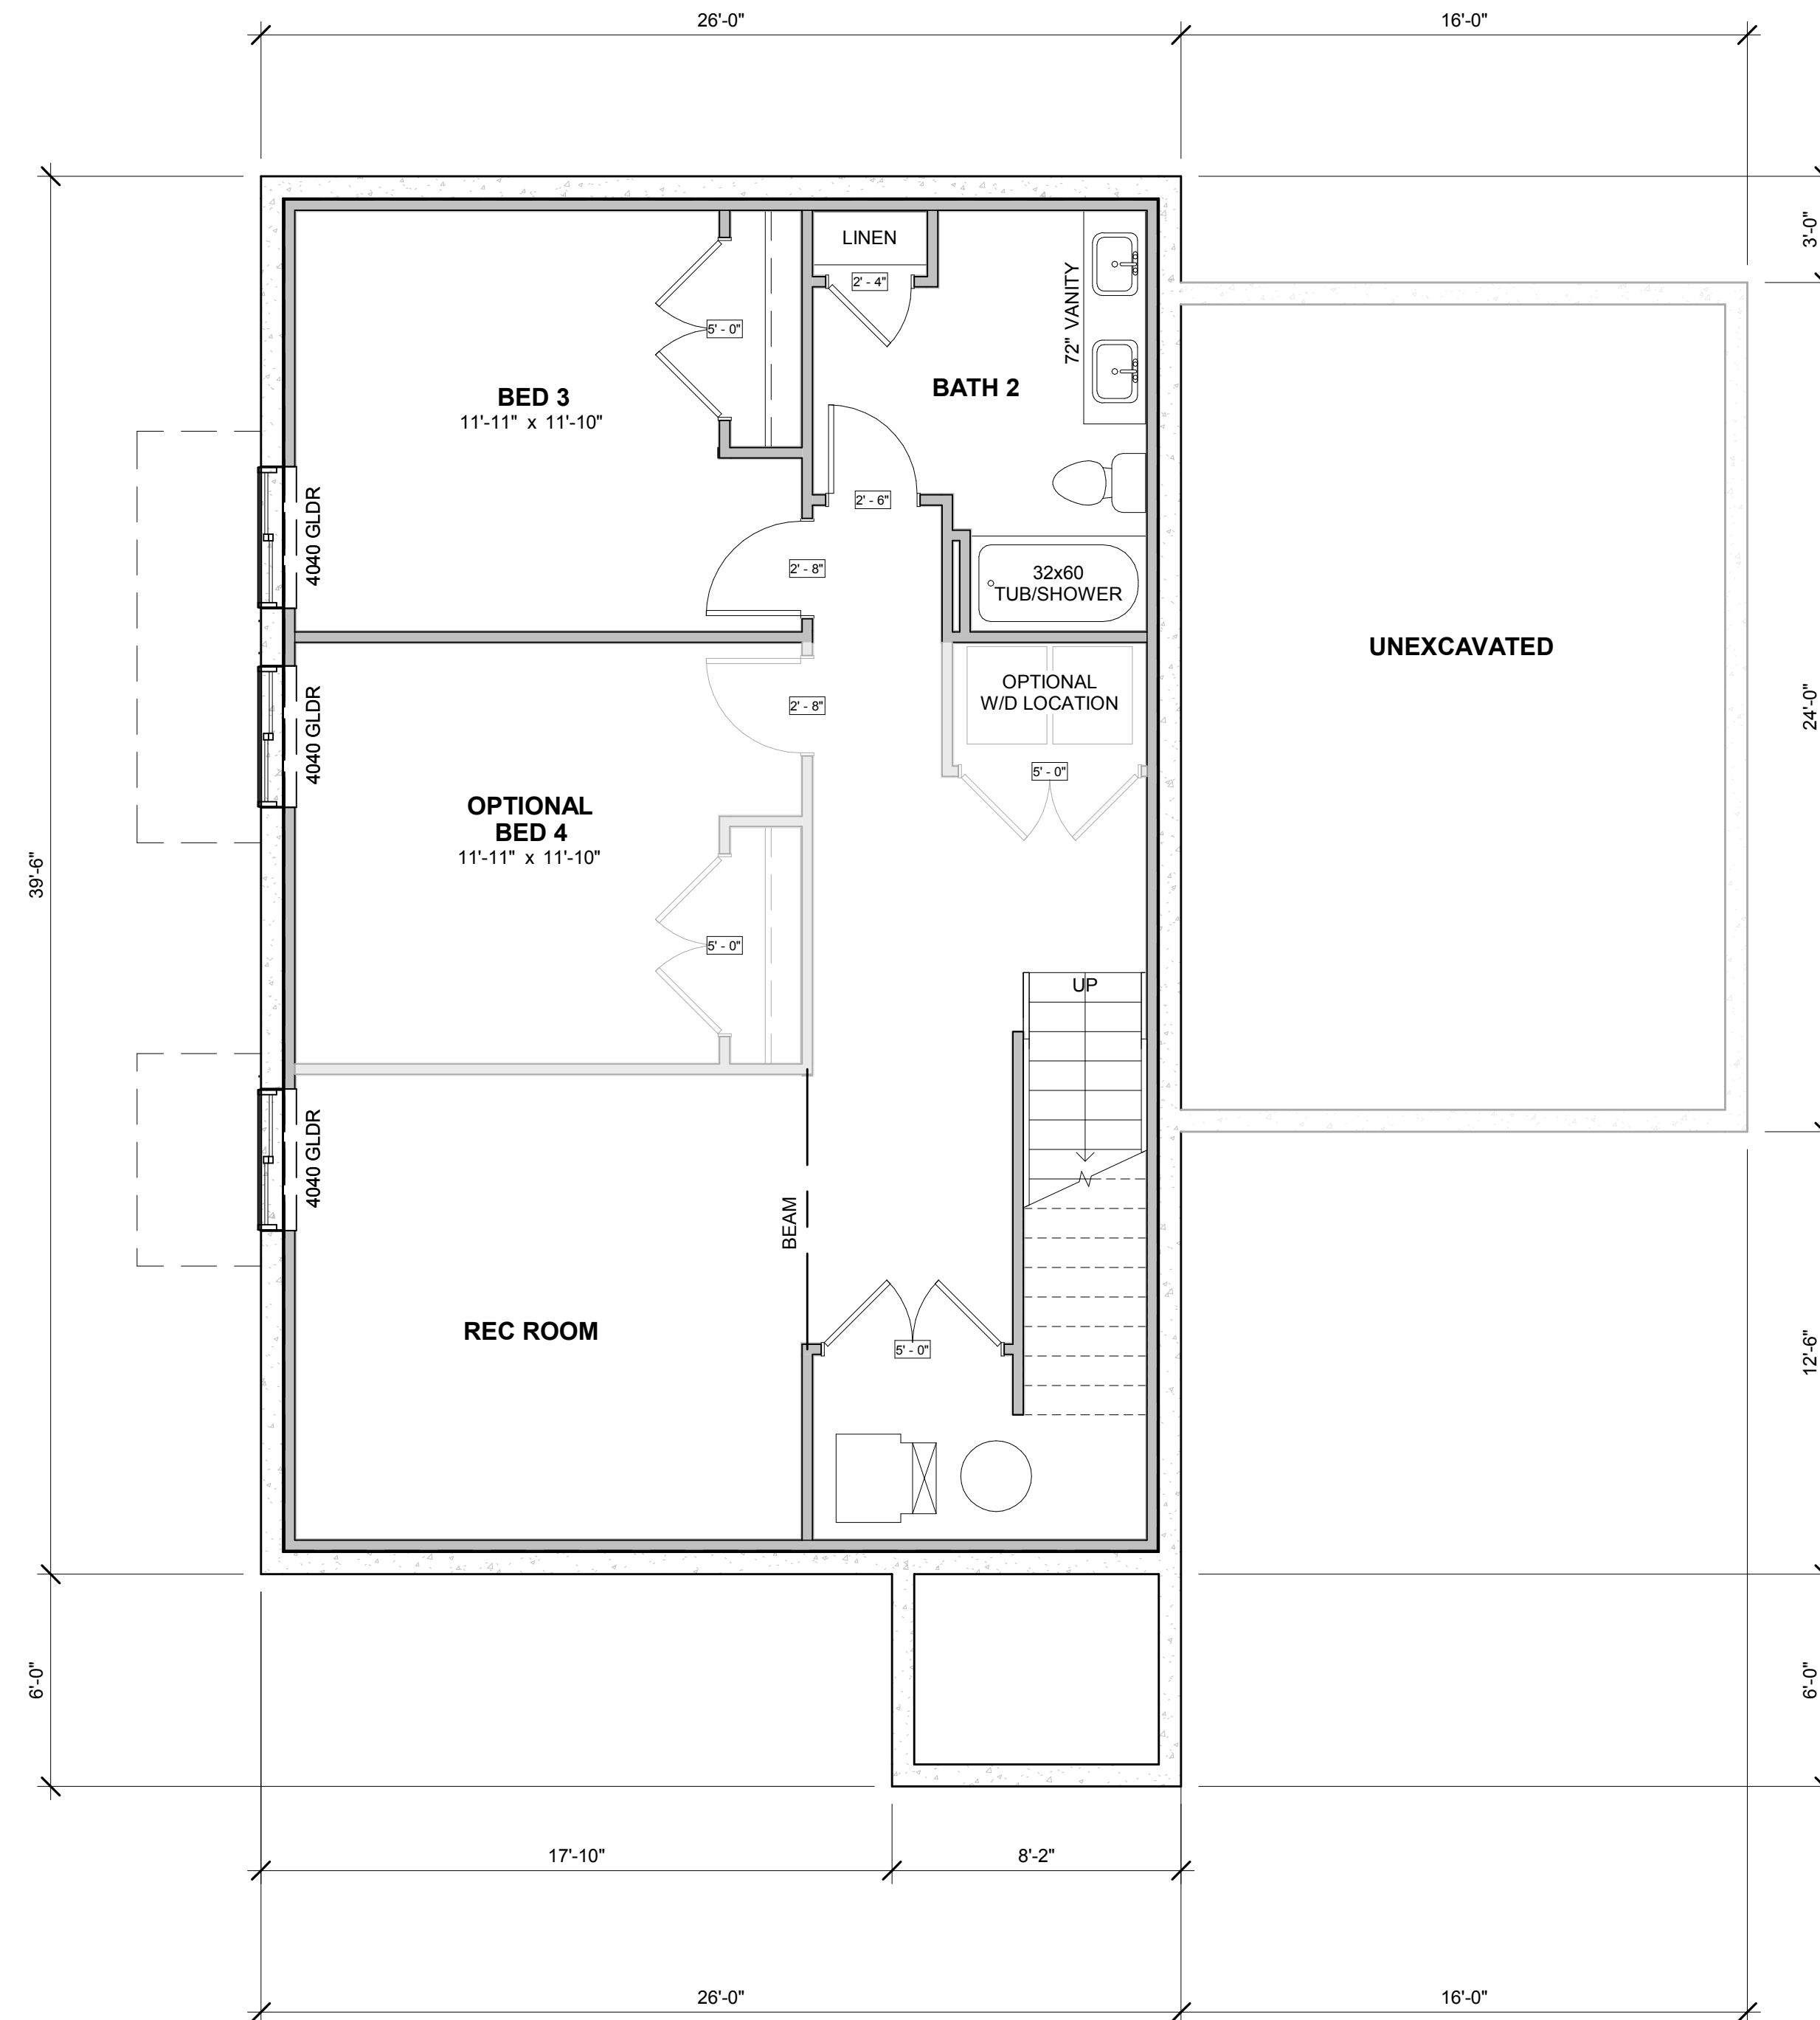 26'-0"
16'-0"
3'-0"
LINEN
2' - 4"
72" VANITY
5' - 0"
BED 3
11'-11" x 11'-10"
BATH 2
4040 GLDR
2' - 6"
2' - 8"
32x60
TUB/SHOWER
UNEXCAVATED
4040 GLDR
2' - 8"
OPTIONAL
W/D LOCATION
24'-0"
5' - 0"
OPTIONAL
BED 4
11'-11" x 11'-10"
39'-6"
5' - 0"
UP
4040 GLDR
BEAM
REC ROOM
5' - 0"
12'-6"
6'-0"
6'-0"
17'-10"
8'-2"
26'-0"
16'-0"